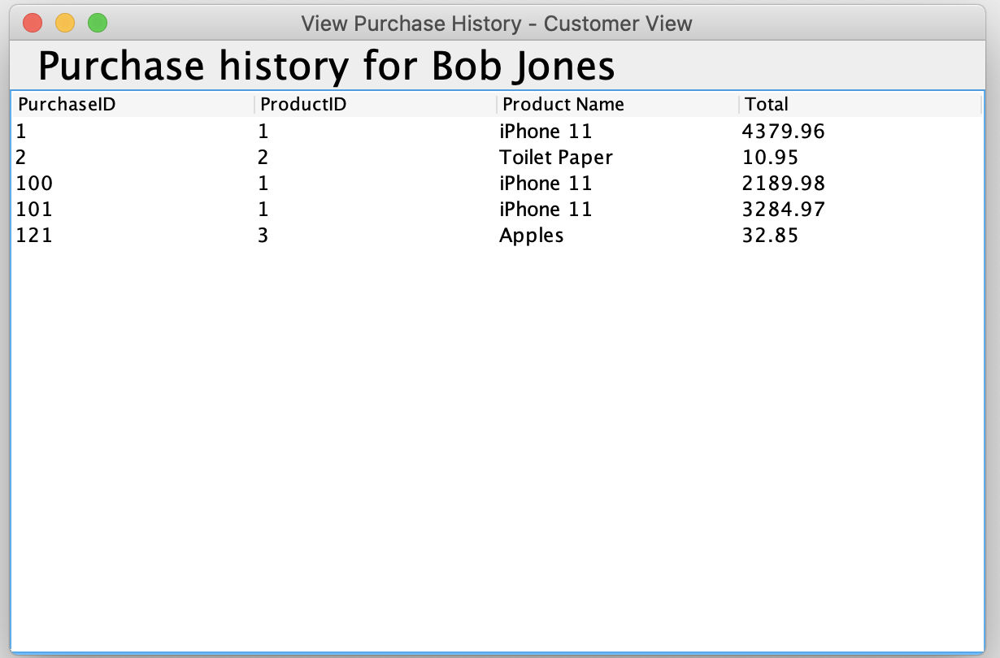 View Purchase History - Customer View
Purchase history for Bob Jones
PurchaseID ProductID Product Name Total
1 1 iPhone 11 4379.96
2 2 Toilet Paper 10.95
100 1 iPhone 11 2189.98
101 1 iPhone 11 3284.97
121 3 Apples 32.85